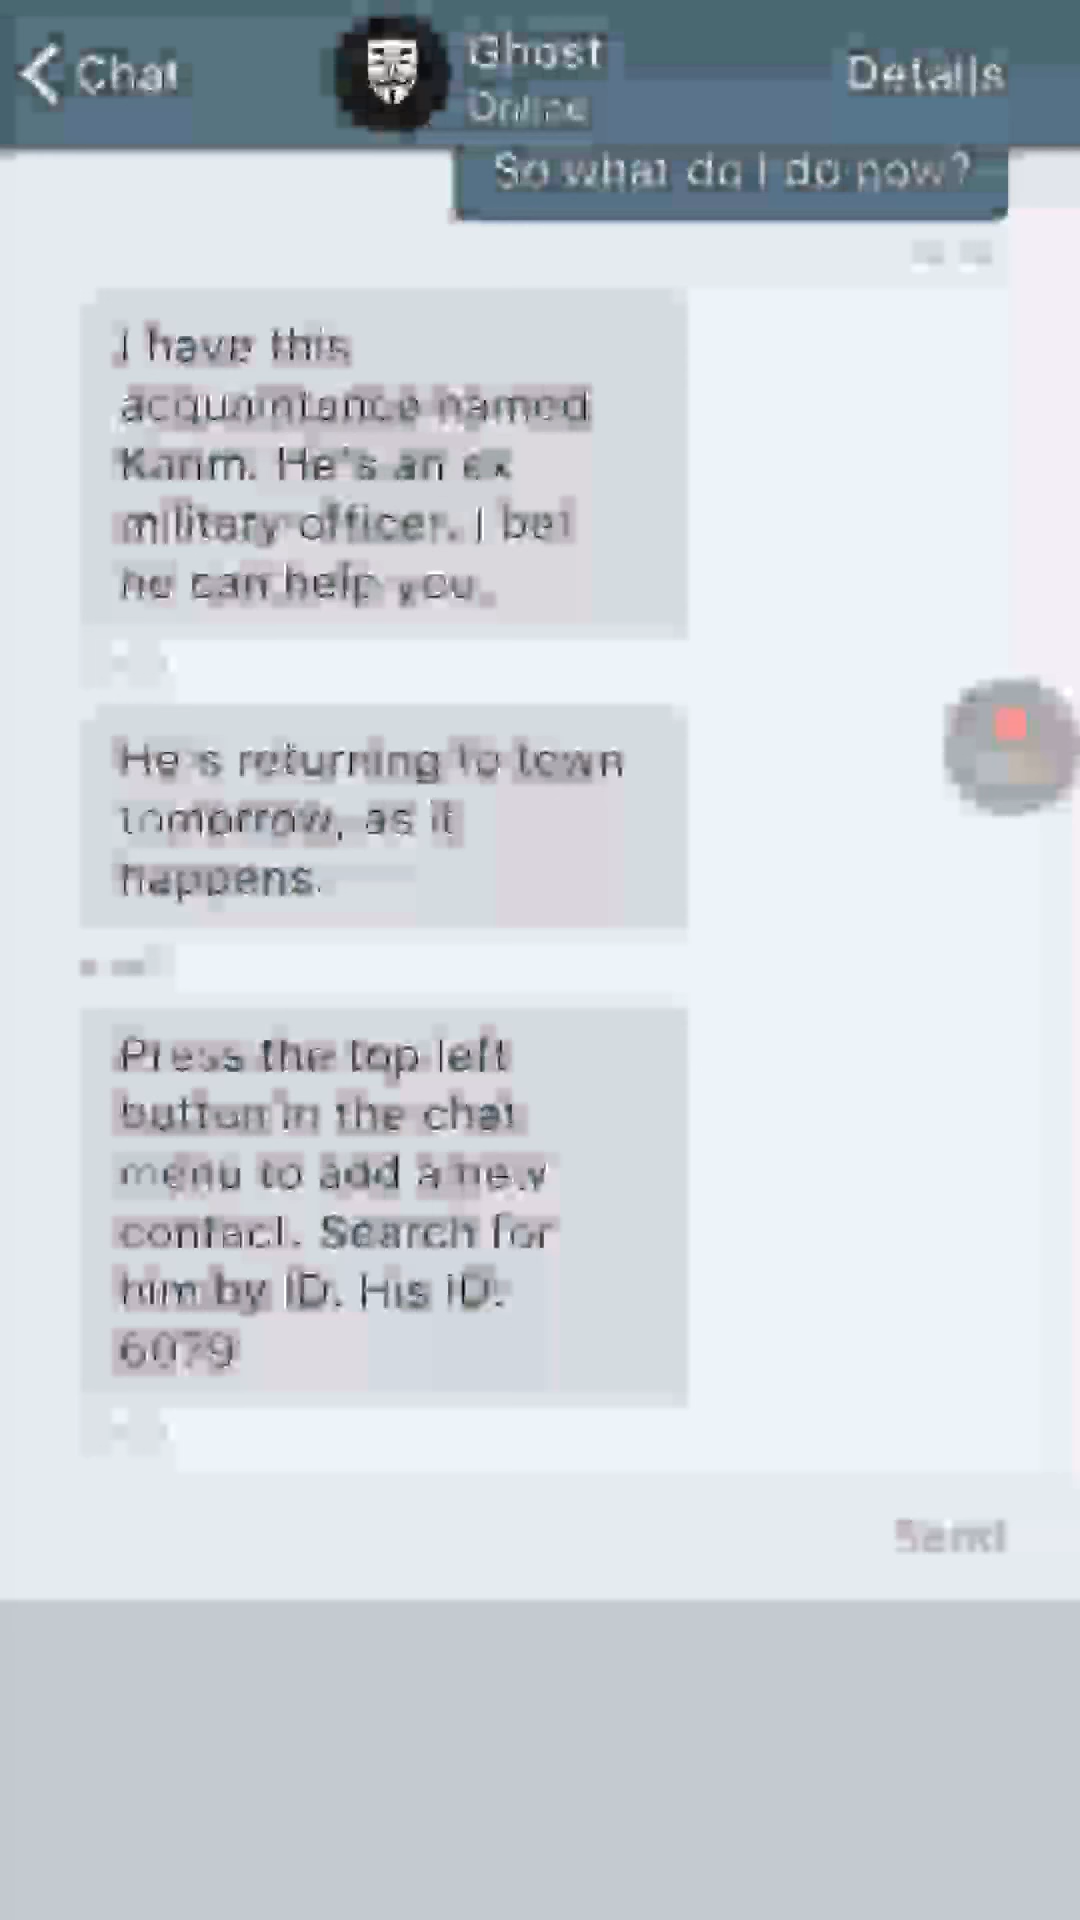 Chat
Ghost
Online
Details
So what do I do now?
I have this
acquaintance named
Karim. He's an ex
military officer. I bet
he can help you.
He's returning to town
tomorrow, as it
happens.
Press the top left
button in the chat
menu to add a new
contact. Search for
him by ID. His ID:
6079
Send